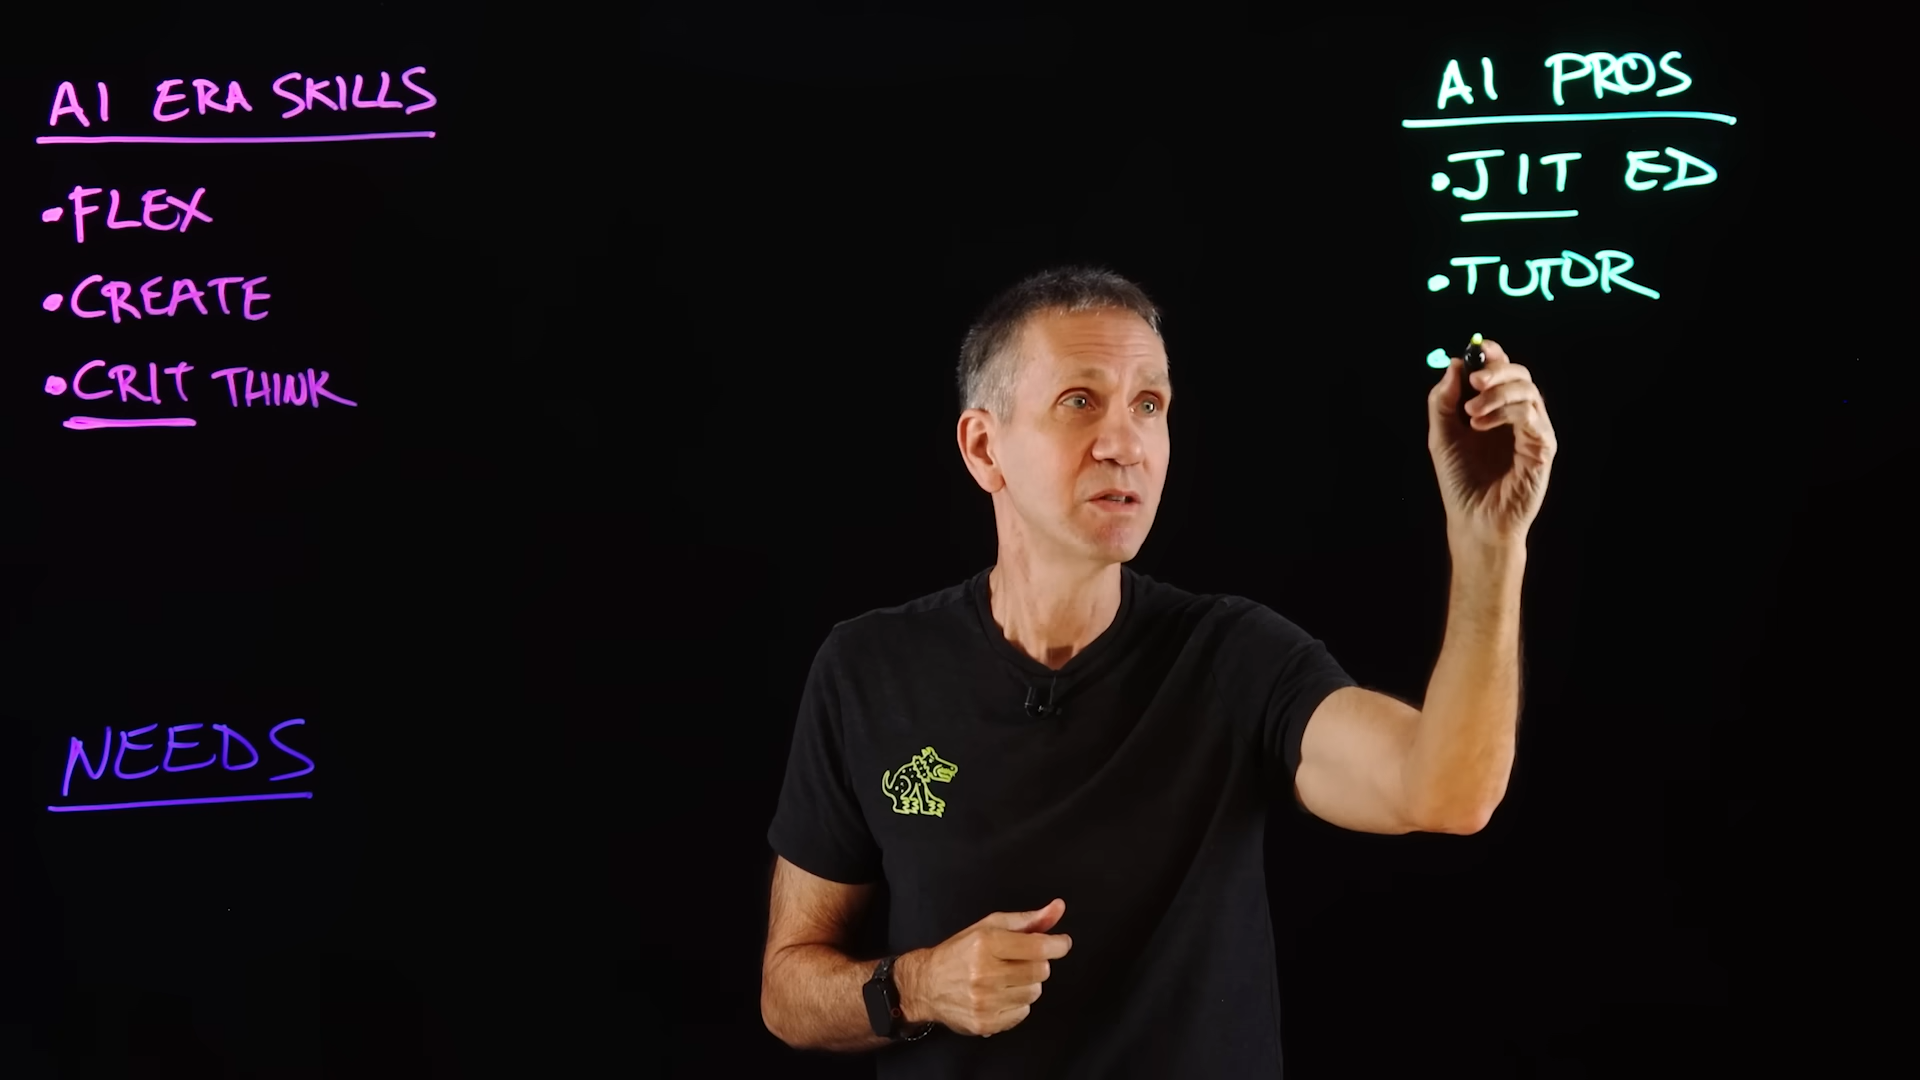 AI ERA SKILLS
•FLEX
•CREATE
•CRIT THINK
NEEDS
AI PROS
•JIT ED
•TUTOR
•